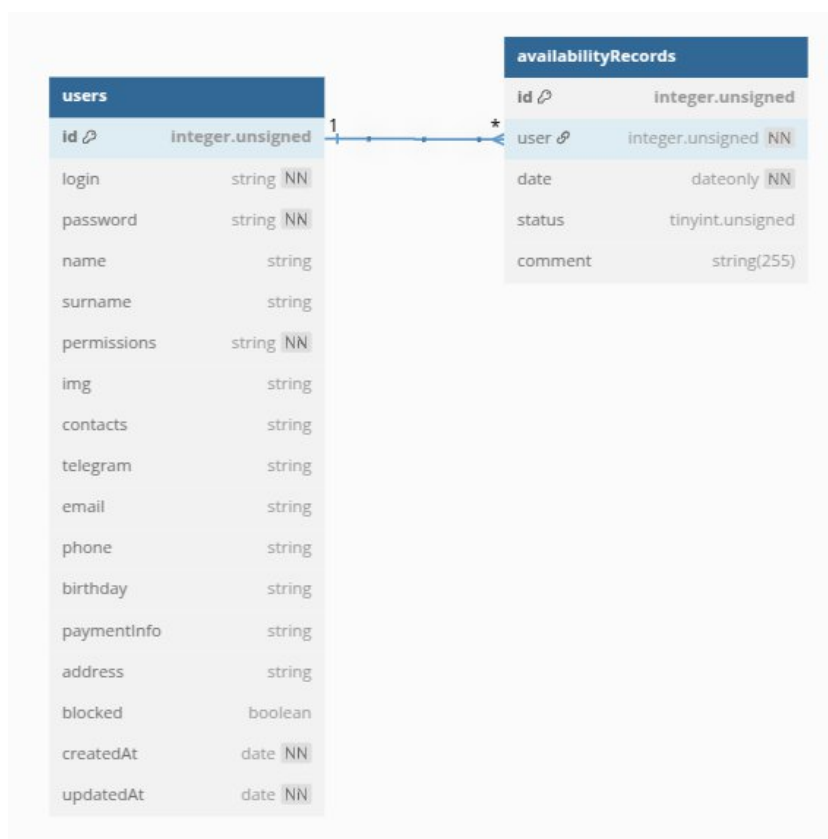 users
id integer.unsigned
login string NN
password string NN
name string
surname string
permissions string NN
img string
contacts string
telegram string
email string
phone string
birthday string
paymentInfo string
address string
blocked boolean
createdAt date NN
updatedAt date NN
1
*
availabilityRecords
id integer.unsigned
user integer.unsigned NN
date dateonly NN
status tinyint.unsigned
comment string(255)